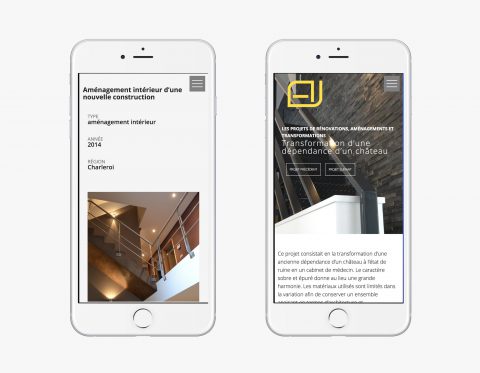 Aménagement intérieur d'une
nouvelle construction
TYPE
aménagement intérieur
ANNÉE
2014
RÉGION
Charleroi
LES PROJETS DE RÉNOVATIONS, AMÉNAGEMENTS ET
TRANSFORMATIONS
Transformation d'une
dépendance d'un château
PROJET PRÉCÉDENT
PROJET SUIVANT
Ce projet consistait en la transformation d'une
ancienne dépendance d'un château à l'état de
ruine en un cabinet de médecin. Le caractère
sobre et épuré donne au lieu une grande
harmonie. Les matériaux utilisés sont limités dans
la variation afin de conserver un ensemble